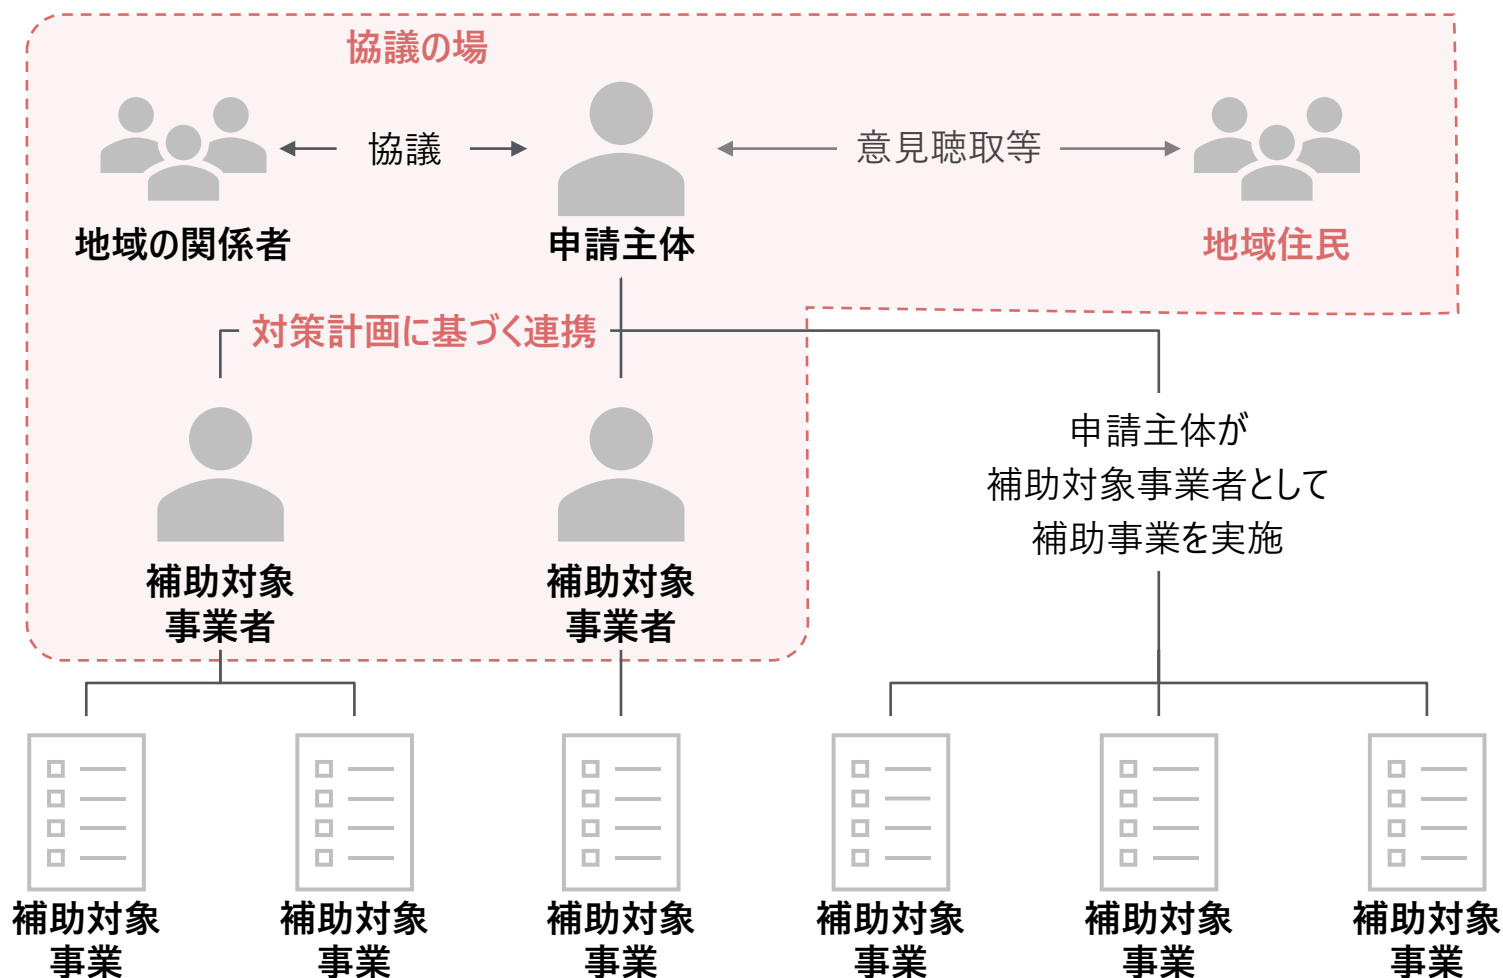 協議の場
協議
意見聴取等
地域の関係者
申請主体
地域住民
対策計画に基づく連携
申請主体が
補助対象事業者として
補助事業を実施
補助対象
事業者
補助対象
事業者
補助対象
事業
補助対象
事業
補助対象
事業
補助対象
事業
補助対象
事業
補助対象
事業